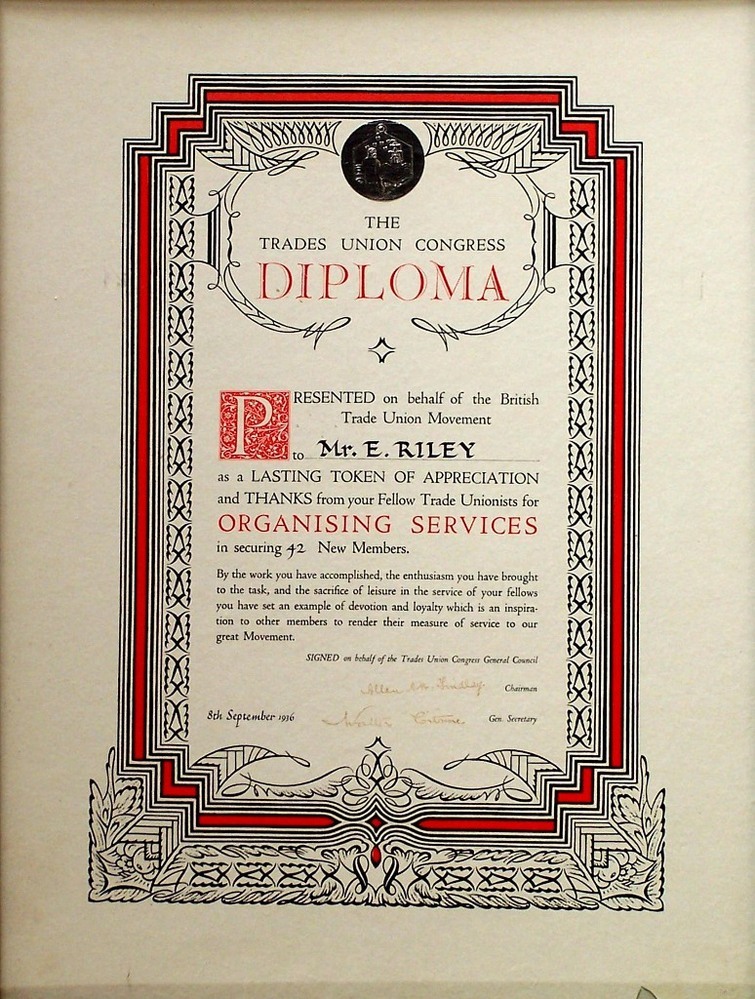 THE
TRADES UNION CONGRESS
DIPLOMA
PRESENTED on behalf of the British
Trade Union Movement
to Mr. E. RILEY
as a LASTING TOKEN OF APPRECIATION
and THANKS from your Fellow Trade Unionists for
ORGANISING SERVICES
in securing 42 New Members.
By the work you have accomplished, the enthusiasm you have brought
to the task, and the sacrifice of leisure in the service of your fellows
you have set an example of devotion and loyalty which is an inspira-
tion to other members to render their measure of service to our
great Movement.
SIGNED on behalf of the Trades Union Congress General Council
Allen Chairman
8th September 1936 Walter Citrine Gen. Secretary